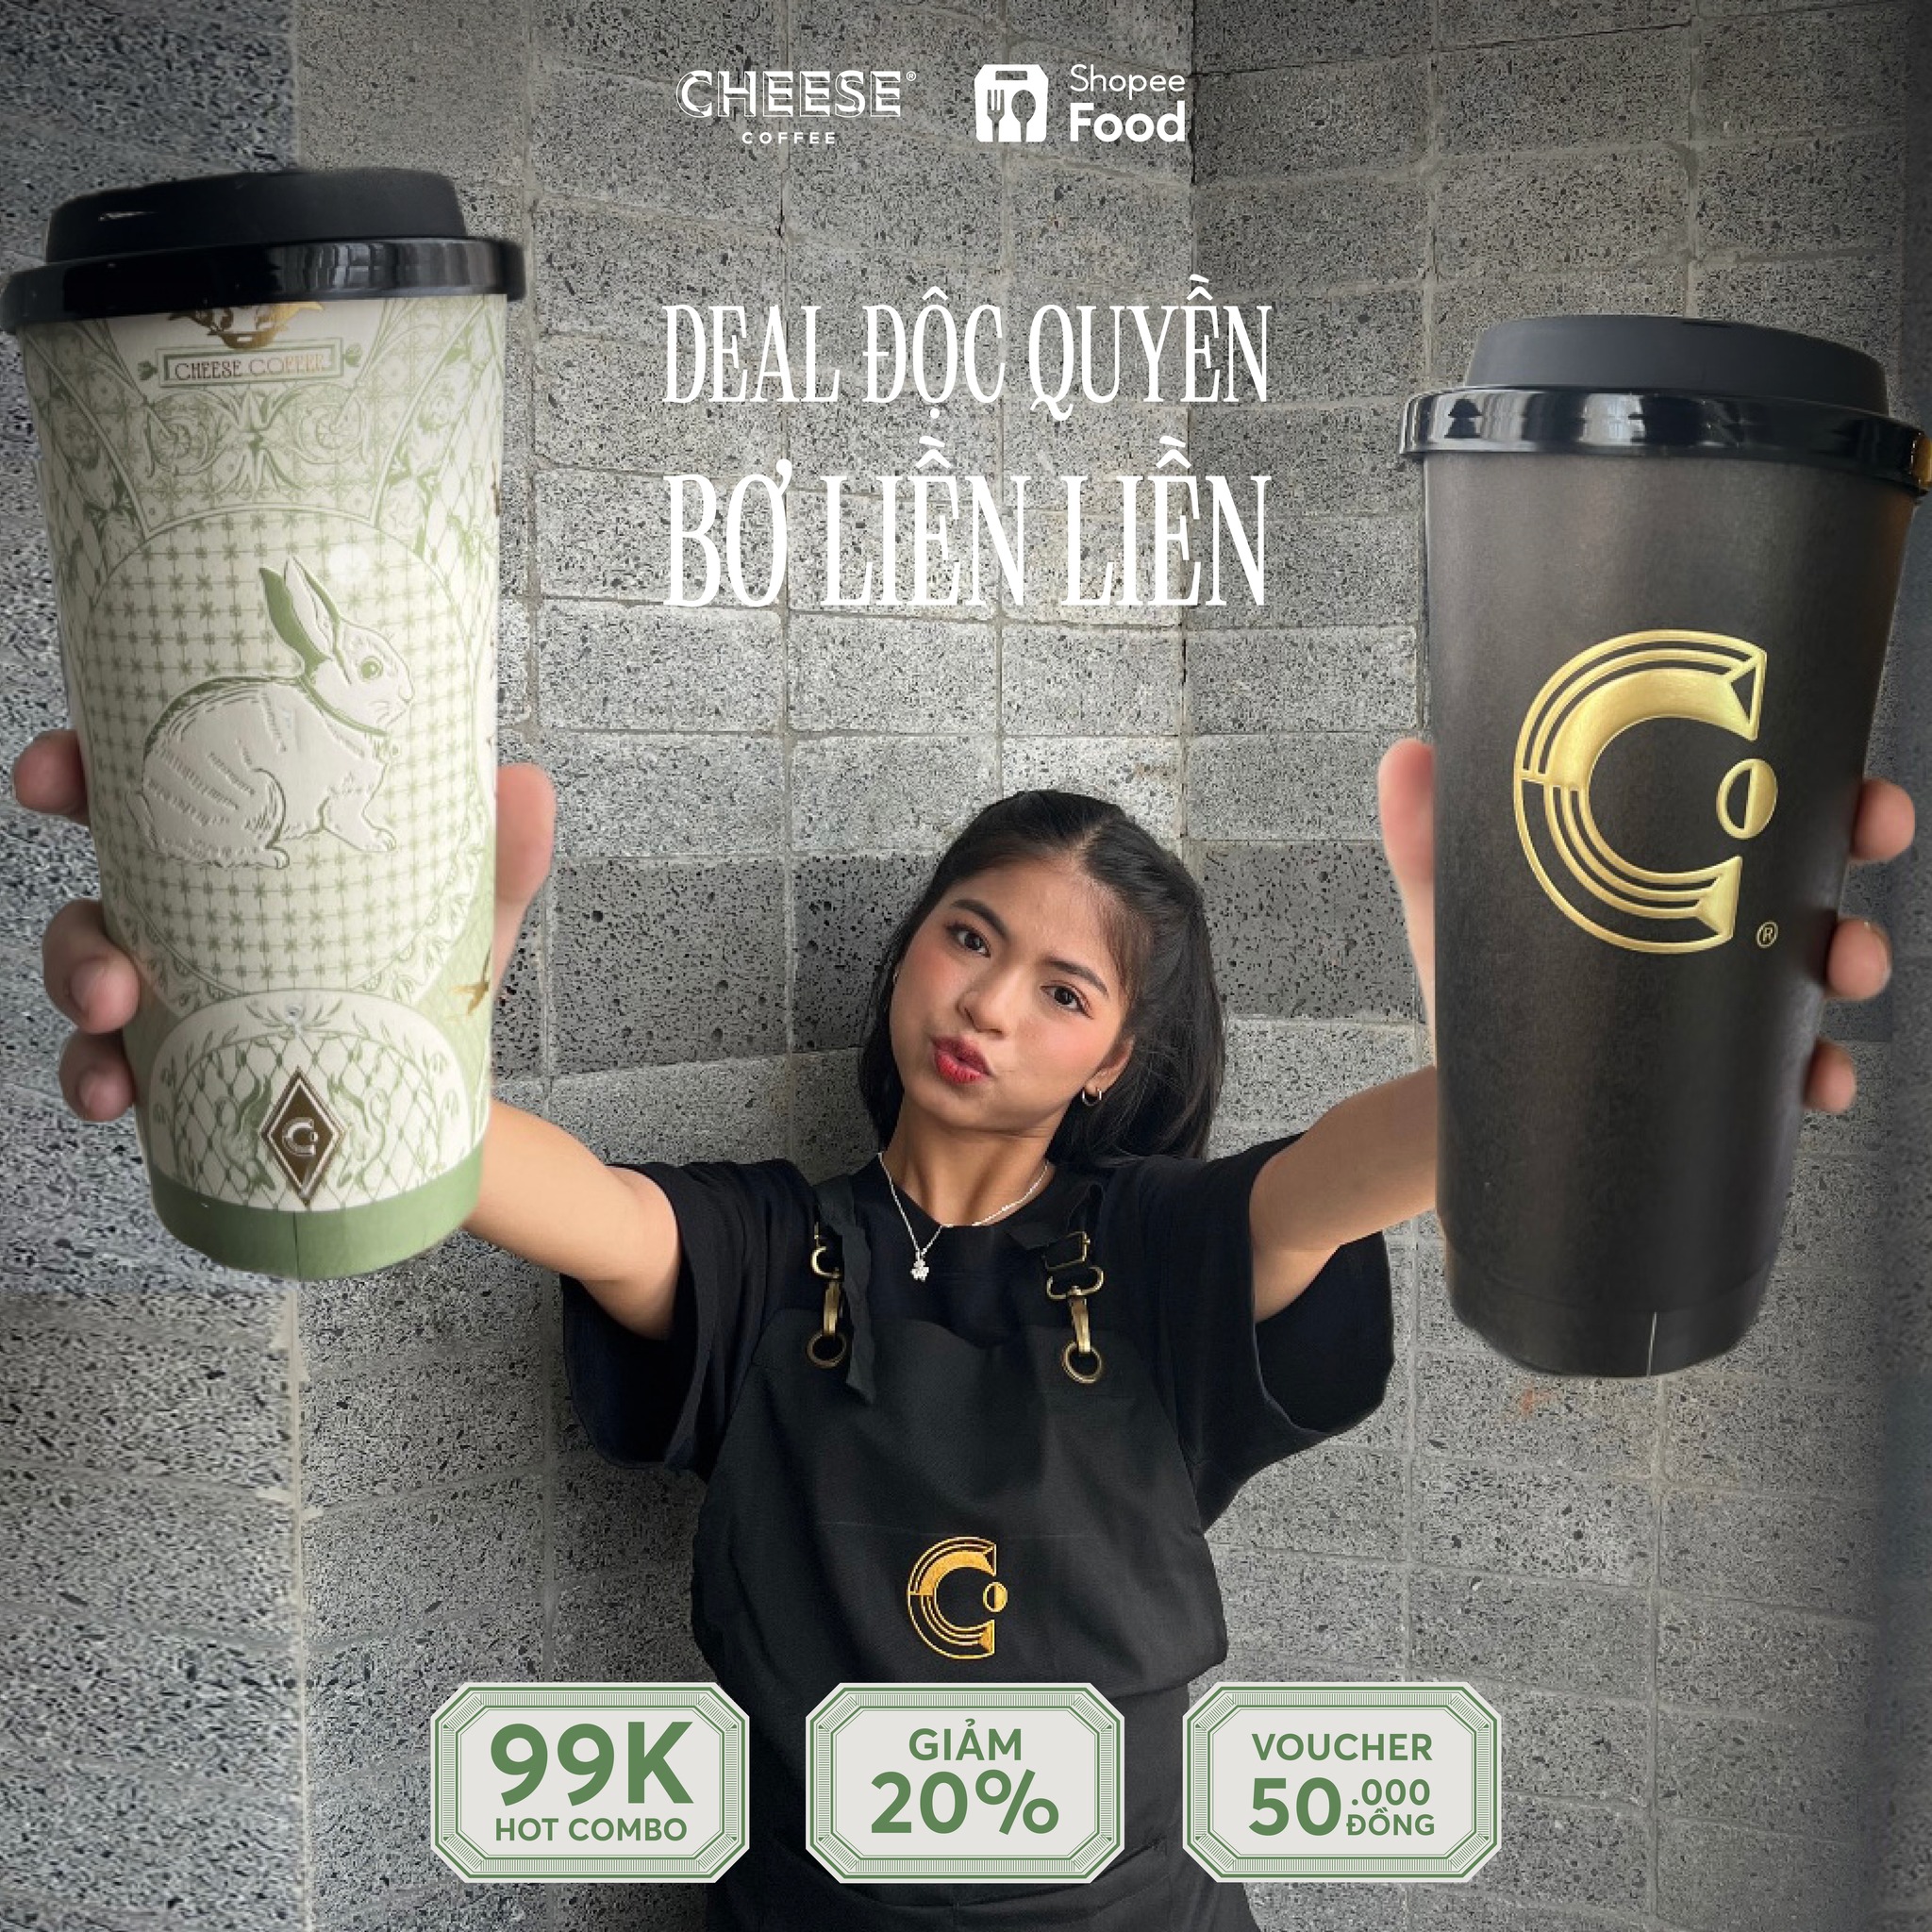 CHEESE®
COFFEE
Shopee
Food
DEAL ĐỘC QUYỀN
BƠ LIỀN LIỀN
CHEESE COFFEE
®
99K
HOT COMBO
GIẢM
20%
VOUCHER
50.000
ĐỒNG